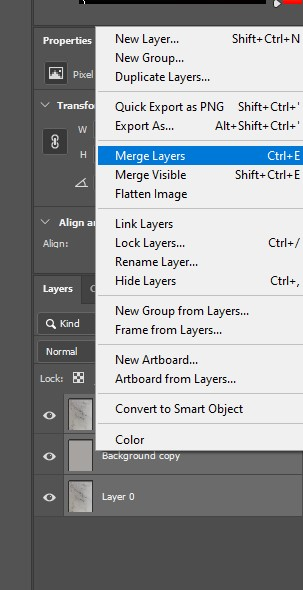 Properties
Pixel
Transfo
W
H
Align an
Align:
Layers
C
Kind
Normal
Lock:
Background copy
Layer 0
New Layer... Shift+Ctrl+N
New Group...
Duplicate Layers...
Quick Export as PNG Shift+Ctrl+'
Export As... Alt+Shift+Ctrl+'
Merge Layers Ctrl+E
Merge Visible Shift+Ctrl+E
Flatten Image
Link Layers
Lock Layers... Ctrl+/
Rename Layer...
Hide Layers Ctrl+,
New Group from Layers...
Frame from Layers...
New Artboard...
Artboard from Layers...
Convert to Smart Object
Color